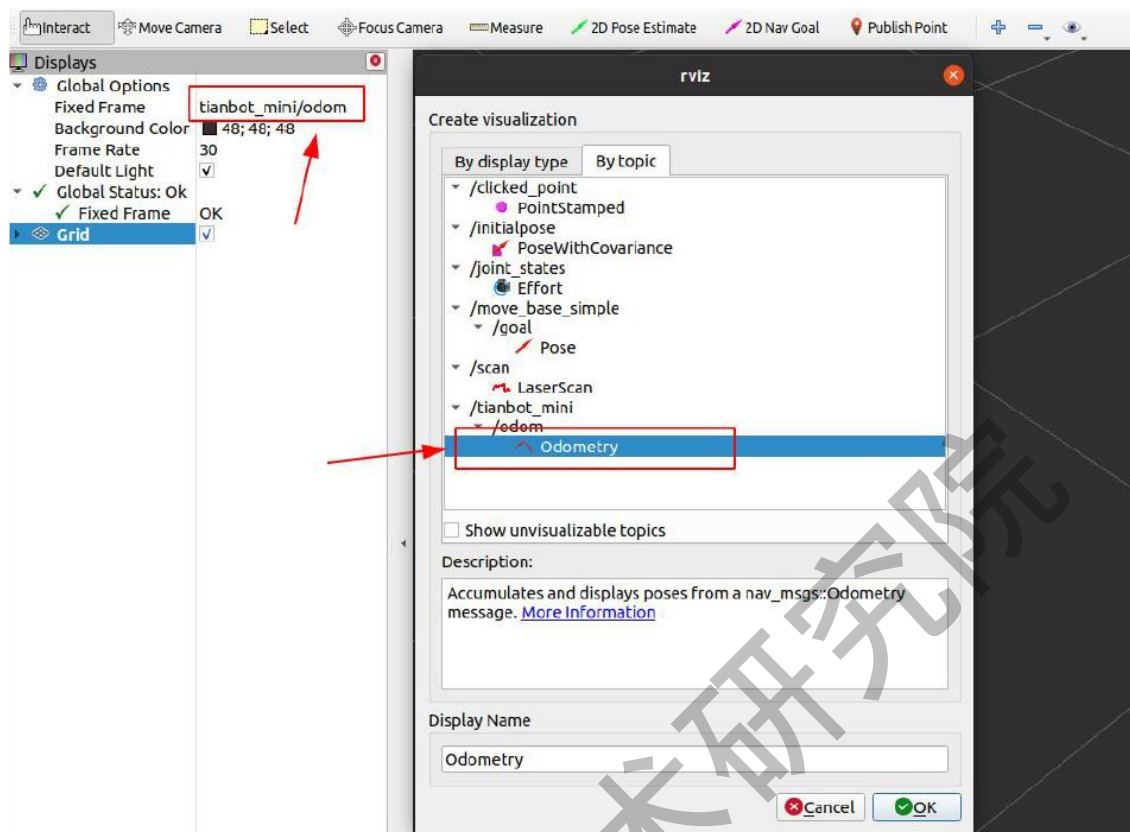 Interact Move Camera Select Focus Camera Measure 2D Pose Estimate 2D Nav Goal Publish Point
Displays
Global Options
Fixed Frame tianbot_mini/odom
Background Color 48; 48; 48
Frame Rate 30
Default Light
Global Status: Ok
Fixed Frame OK
Grid
rviz
Create visualization
By display type By topic
/clicked_point
PointStamped
/initialpose
PoseWithCovariance
/joint_states
Effort
/move_base_simple
/goal
Pose
/scan
LaserScan
/tianbot_mini
/odom
Odometry
Show unvisualizable topics
Description:
Accumulates and displays poses from a nav_msgs::Odometry
message. More Information
Display Name
Odometry
Cancel OK
术研究院